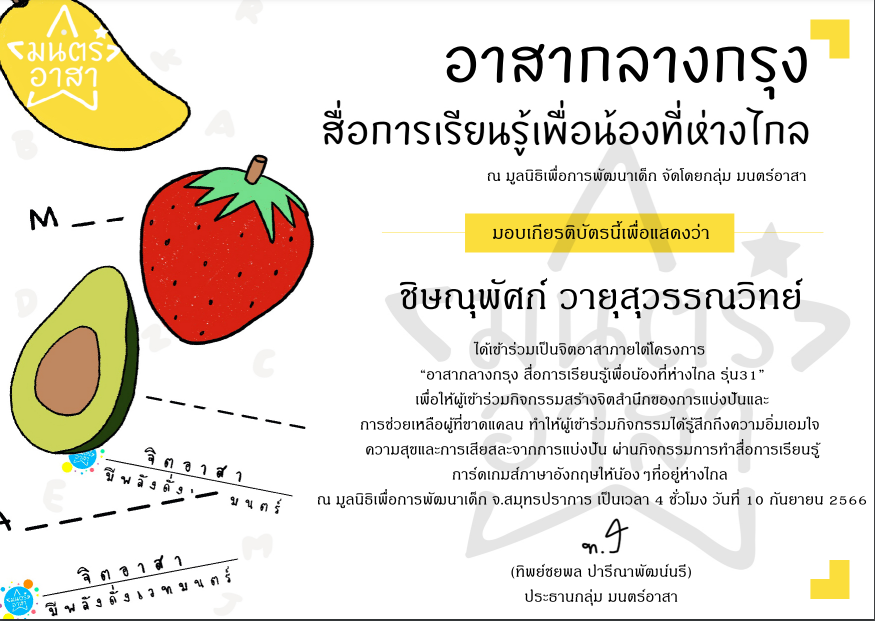 มนตร์
อาสา
อาสากลางกรุง
สื่อการเรียนรู้เพื่อน้องที่ห่างไกล
ณ มูลนิธิเพื่อการพัฒนาเด็ก จัดโดยกลุ่ม มนตร์อาสา
มอบเกียรติบัตรนี้เพื่อแสดงว่า
ชิษณุพัศก์ วายุสุวรรณวิทย์
ได้เข้าร่วมเป็นจิตอาสาภายใต้โครงการ
“อาสากลางกรุง สื่อการเรียนรู้เพื่อน้องที่ห่างไกล รุ่น31”
เพื่อให้ผู้เข้าร่วมกิจกรรมสร้างจิตสำนึกของการแบ่งปันและ
การช่วยเหลือผู้ที่ขาดแคลน ทำให้ผู้เข้าร่วมกิจกรรมได้รู้สึกถึงความอิ่มเอมใจ
ความสุขและการเสียสละจากการแบ่งปัน ผ่านกิจกรรมการทำสื่อการเรียนรู้
การ์ดเกมส์ภาษาอังกฤษให้น้อง ๆที่อยู่ห่างไกล
ณ มูลนิธิเพื่อการพัฒนาเด็ก จ.สมุทรปราการ เป็นเวลา 4 ชั่วโมง วันที่ 10 กันยายน 2566
(ทิพย์ชยพล ปารีณาพัฒน์นรี)
ประธานกลุ่ม มนตร์อาสา
M
จิตอาสา
มีพลังดั่ง
มนตร์
A
จิตอาสา
มีพลังดั่งเวทมนตร์
มนตร์
อาสา